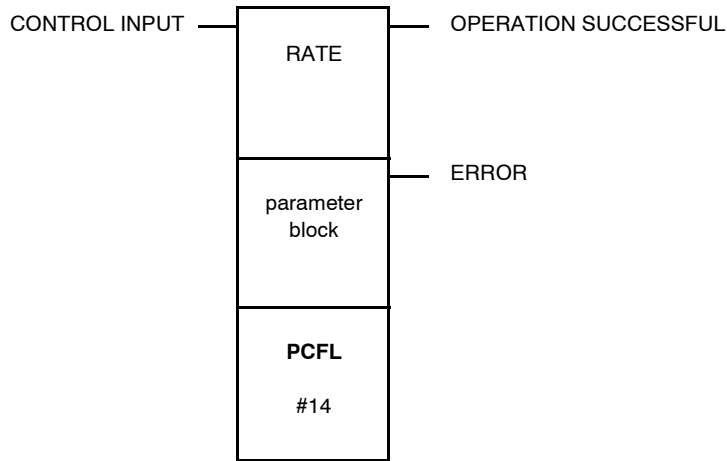 CONTROL INPUT
OPERATION SUCCESSFUL
RATE
ERROR
parameter
block
PCFL
#14